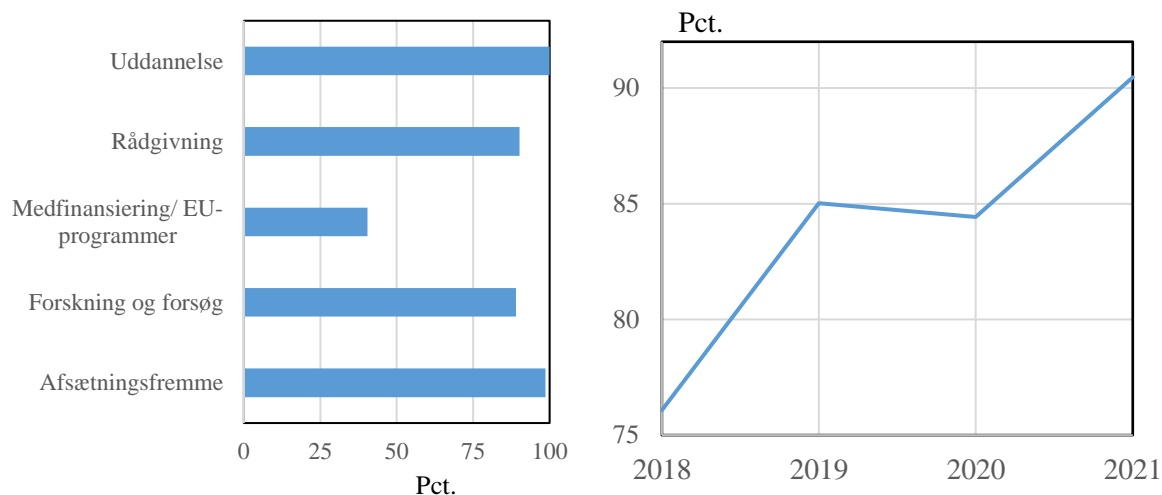 Uddannelse
Rådgivning
Medfinansiering/ EU-
programmer
Forskning og forsøg
Afsætningsfremme
0 25 50 75 100
Pct.
Pct.
90
85
80
75
2018 2019 2020 2021